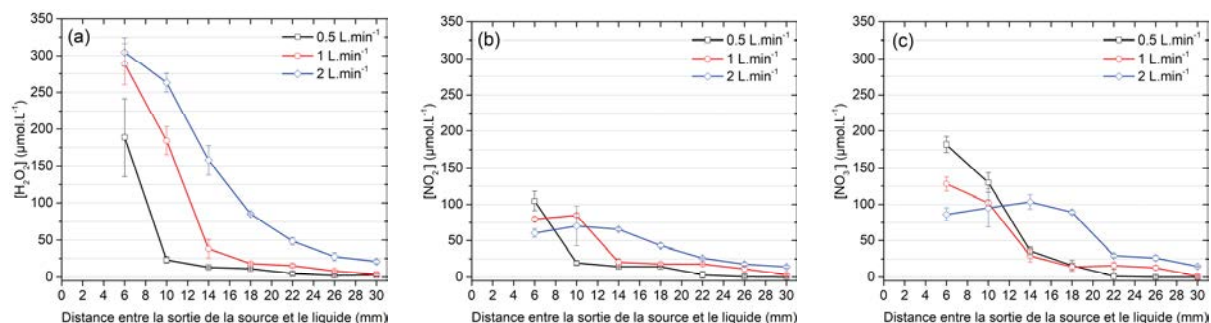 (a)
0.5 L.min⁻¹
1 L.min⁻¹
2 L.min⁻¹
[H₂O₂] (µmol.L⁻¹)
350
300
250
200
150
100
50
0
0 2 4 6 8 10 12 14 16 18 20 22 24 26 28 30
Distance entre la sortie de la source et le liquide (mm)
(b)
0.5 L.min⁻¹
1 L.min⁻¹
2 L.min⁻¹
[NO₂⁻] (µmol.L⁻¹)
350
300
250
200
150
100
50
0
0 2 4 6 8 10 12 14 16 18 20 22 24 26 28 30
Distance entre la sortie de la source et le liquide (mm)
(c)
0.5 L.min⁻¹
1 L.min⁻¹
2 L.min⁻¹
[NO₃⁻] (µmol.L⁻¹)
350
300
250
200
150
100
50
0
0 2 4 6 8 10 12 14 16 18 20 22 24 26 28 30
Distance entre la sortie de la source et le liquide (mm)